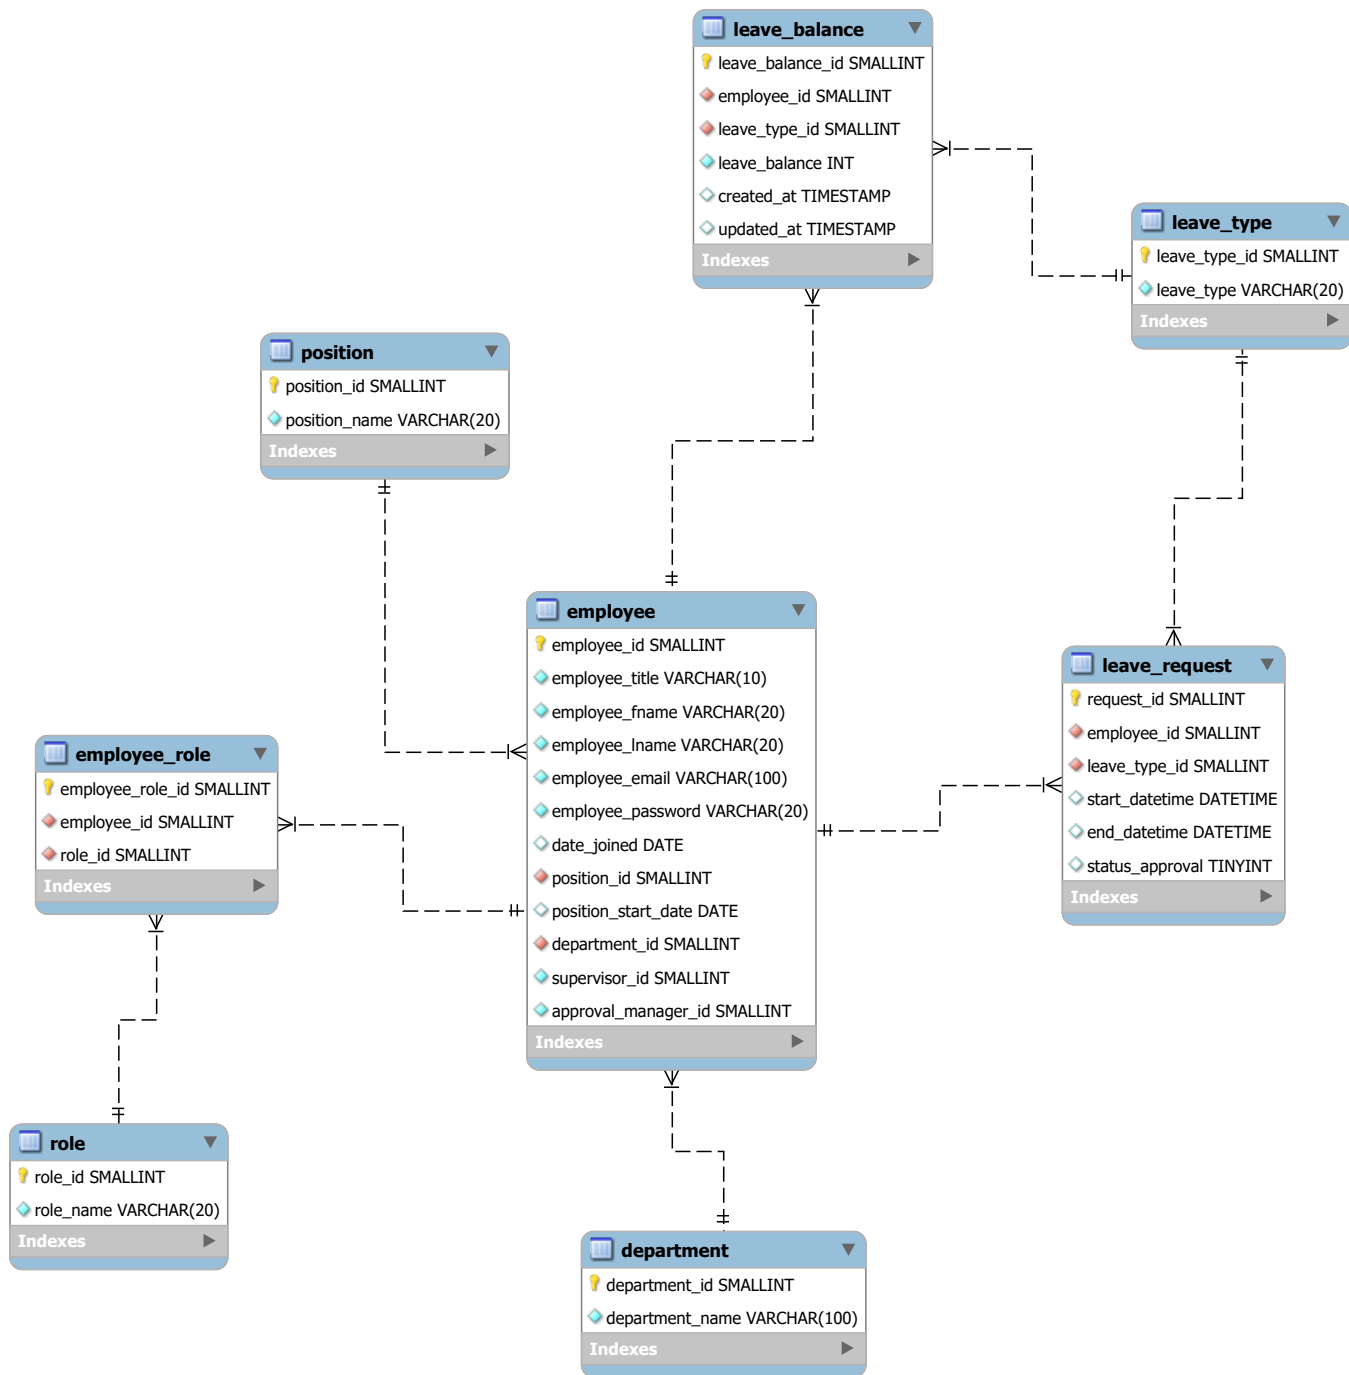 leave_balance
leave_balance_id SMALLINT
employee_id SMALLINT
leave_type_id SMALLINT
leave_balance INT
created_at TIMESTAMP
updated_at TIMESTAMP
Indexes
leave_type
leave_type_id SMALLINT
leave_type VARCHAR(20)
Indexes
position
position_id SMALLINT
position_name VARCHAR(20)
Indexes
employee
employee_id SMALLINT
employee_title VARCHAR(10)
employee_fname VARCHAR(20)
employee_lname VARCHAR(20)
employee_email VARCHAR(100)
employee_password VARCHAR(20)
date_joined DATE
position_id SMALLINT
position_start_date DATE
department_id SMALLINT
supervisor_id SMALLINT
approval_manager_id SMALLINT
Indexes
leave_request
request_id SMALLINT
employee_id SMALLINT
leave_type_id SMALLINT
start_datetime DATETIME
end_datetime DATETIME
status_approval TINYINT
Indexes
employee_role
employee_role_id SMALLINT
employee_id SMALLINT
role_id SMALLINT
Indexes
role
role_id SMALLINT
role_name VARCHAR(20)
Indexes
department
department_id SMALLINT
department_name VARCHAR(100)
Indexes